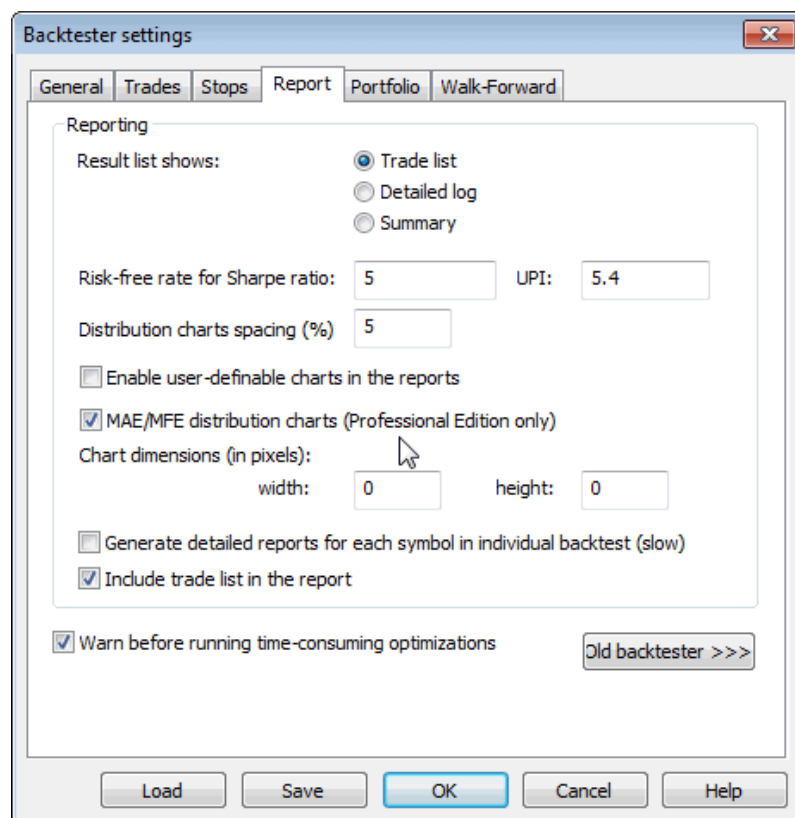 Backtester settings
General Trades Stops Report Portfolio Walk-Forward
Reporting
Result list shows: Trade list
Detailed log
Summary
Risk-free rate for Sharpe ratio: 5 UPI: 5.4
Distribution charts spacing (%) 5
Enable user-definable charts in the reports
MAE/MFE distribution charts (Professional Edition only)
Chart dimensions (in pixels):
width: 0 height: 0
Generate detailed reports for each symbol in individual backtest (slow)
Include trade list in the report
Warn before running time-consuming optimizations
Old backtester >>>
Load Save OK Cancel Help